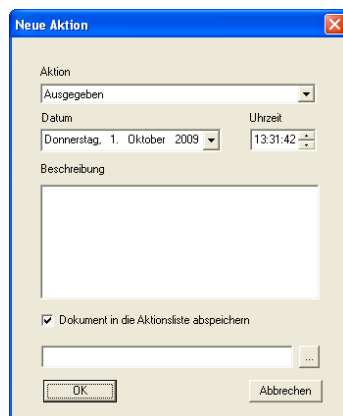 Neue Aktion
Aktion
Ausgegeben
Datum Uhrzeit
Donnerstag, 1. Oktober 2009 13:31:42
Beschreibung
Dokument in die Aktionsliste abspeichern
...
OK Abbrechen